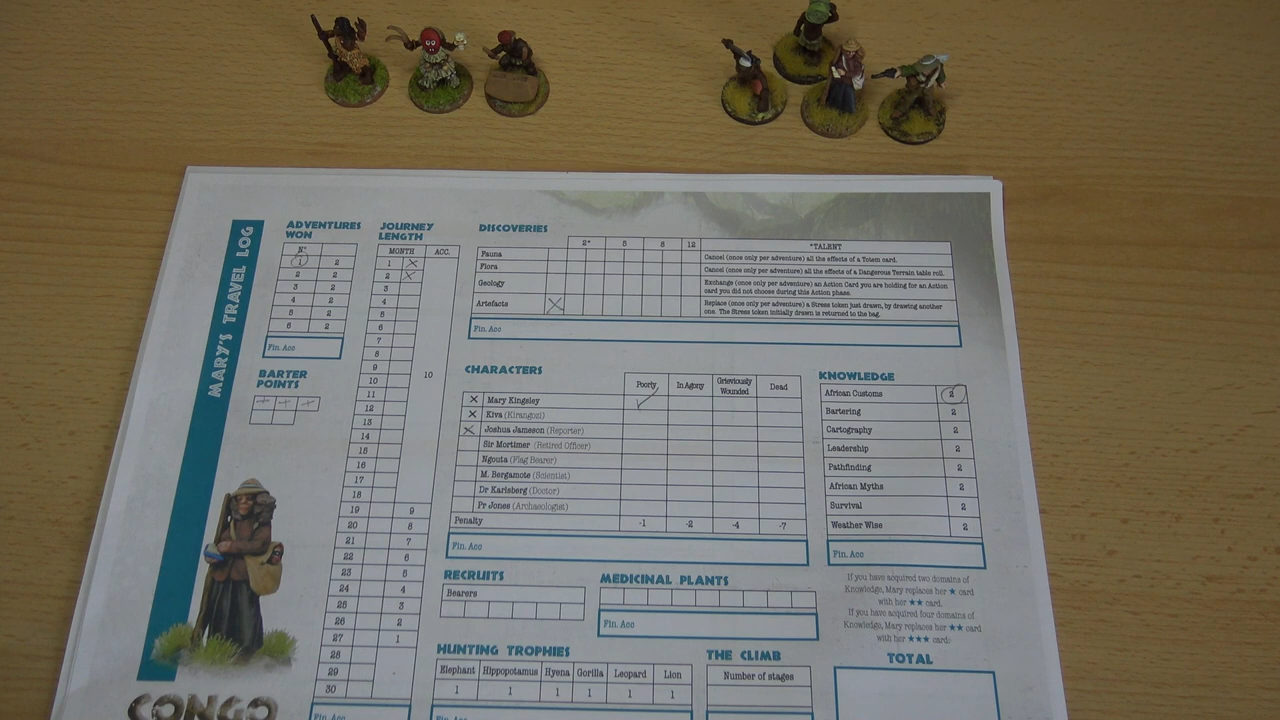 MARY'S TRAVEL LOG
ADVENTURES WON
N°
1 2
2 2
3 2
4 2
5 2
6 2
Fin. Acc
BARTER POINTS
+ + +
JOURNEY LENGTH
MONTH ACC.
1 X
2 X
3
4
5
6
7
8
9
10
11
12
13
14
15
16
17
18
10
19 9
20 8
21 7
22 6
23 5
24 4
25 3
26 2
27 1
28
29
30
Fin. Acc
DISCOVERIES
2* 5 8 12 *TALENT
Fauna Cancel (once only per adventure) all the effects of a Totem card.
Flora Cancel (once only per adventure) all the effects of a Dangerous Terrain table roll.
Geology Exchange (once only per adventure) an Action Card you are holding for an Action
card you did not choose during this Action phase.
Artefacts X Replace (once only per adventure) a Stress token just drawn, by drawing another
one. The Stress token initially drawn is returned to the bag.
Fin. Acc
CHARACTERS
Poorly In Agony Grieviously Wounded Dead
X Mary Kingsley ✓
X Kiva (Kirangozi)
X Joshua Jameson (Reporter)
Sir Mortimer (Retired Officer)
Ngouta (Flag Bearer)
M. Bergamote (Scientist)
Dr Karlsberg (Doctor)
Pr Jones (Archaeologist)
Penalty -1 -2 -4 -7
Fin. Acc
KNOWLEDGE
African Customs 2
Bartering 2
Cartography 2
Leadership 2
Pathfinding 2
African Myths 2
Survival 2
Weather Wise 2
Fin. Acc
If you have acquired two domains of
Knowledge, Mary replaces her ★ card
with her ★★ card.
If you have acquired four domains of
Knowledge, Mary replaces her ★★ card
with her ★★★ card.
RECRUITS
Bearers
MEDICINAL PLANTS
Fin. Acc
HUNTING TROPHIES
Elephant Hippopotamus Hyena Gorilla Leopard Lion
1 1 1 1 1 1
Fin. Acc
THE CLIMB
Number of stages
TOTAL
CONGO